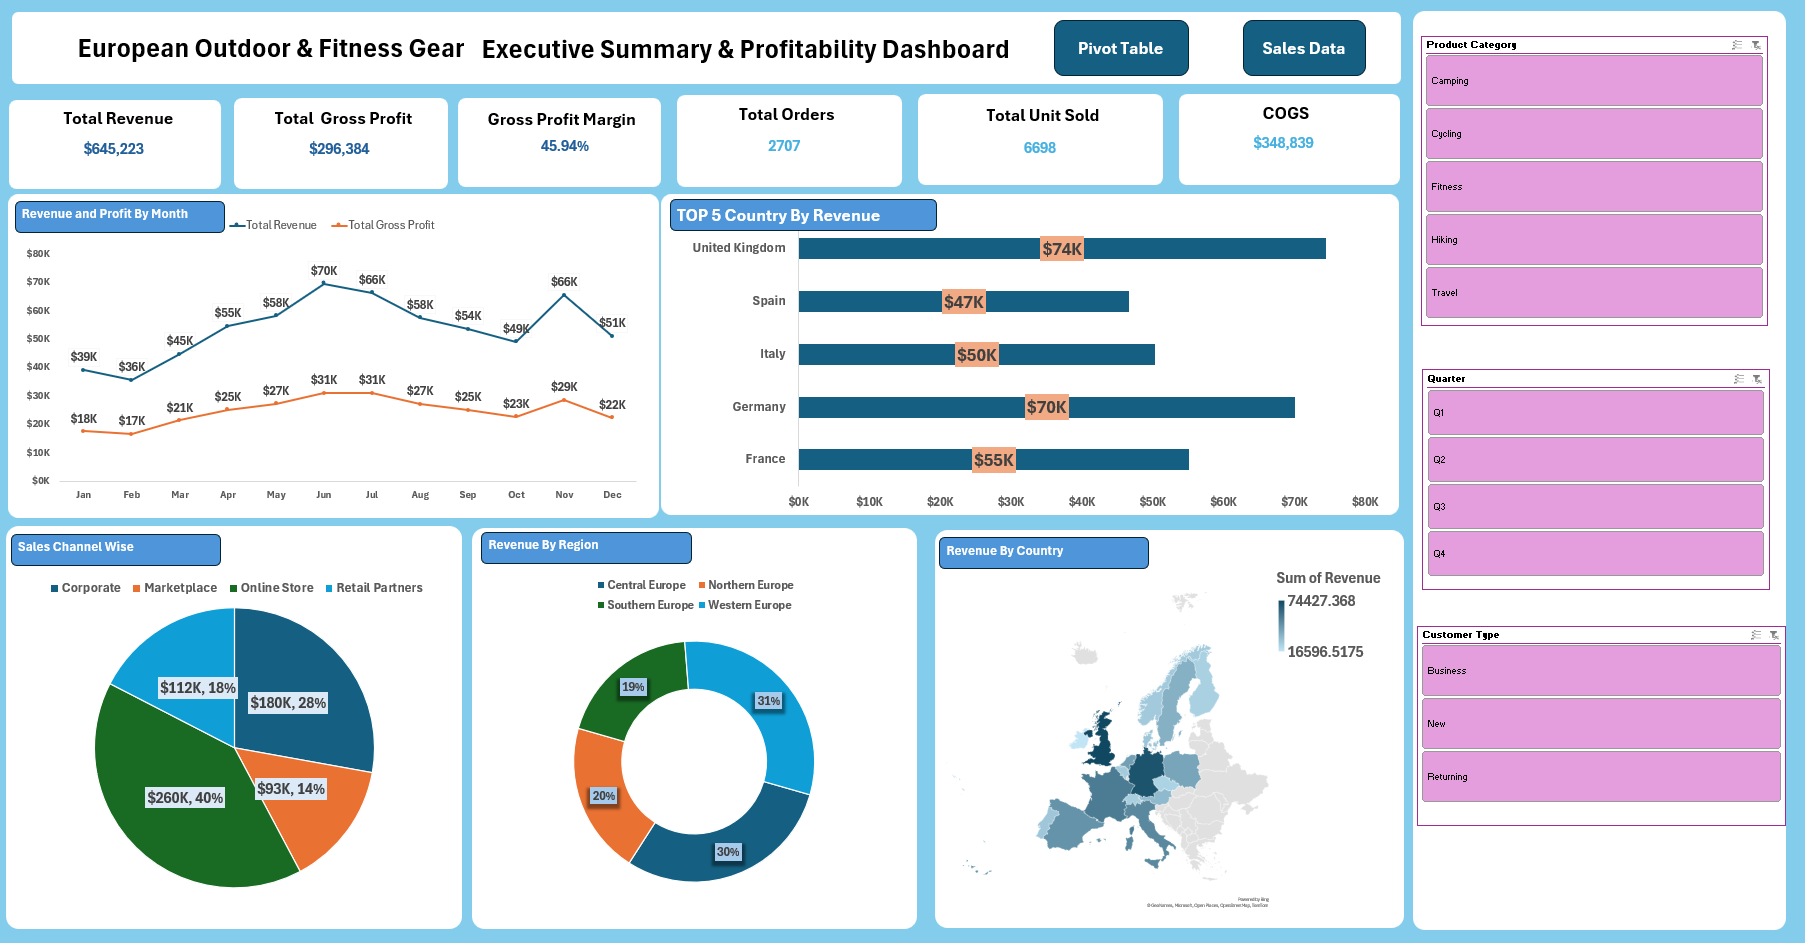 European Outdoor & Fitness Gear Executive Summary & Profitability Dashboard
Pivot Table
Sales Data
Total Revenue
$645,223
Total Gross Profit
$296,384
Gross Profit Margin
45.94%
Total Orders
2707
Total Unit Sold
6698
COGS
$348,839
Revenue and Profit By Month
Total Revenue
Total Gross Profit
$80K
$70K
$60K
$50K
$40K
$30K
$20K
$10K
$0K
$39K
$36K
$45K
$55K
$58K
$70K
$66K
$58K
$54K
$49K
$66K
$51K
$18K
$17K
$21K
$25K
$27K
$31K
$31K
$27K
$25K
$23K
$29K
$22K
Jan Feb Mar Apr May Jun Jul Aug Sep Oct Nov Dec
TOP 5 Country By Revenue
United Kingdom
$74K
Spain
$47K
Italy
$50K
Germany
$70K
France
$55K
$0K $10K $20K $30K $40K $50K $60K $70K $80K
Sales Channel Wise
Corporate Marketplace Online Store Retail Partners
$112K, 18%
$180K, 28%
$93K, 14%
$260K, 40%
Revenue By Region
Central Europe Northern Europe
Southern Europe Western Europe
19%
31%
20%
30%
Revenue By Country
Sum of Revenue
74427.368
16596.5175
Powered by Bing
© GeoNames, Microsoft, Open Places, OpenStreetMap, TomTom
Product Category
Camping
Cycling
Fitness
Hiking
Travel
Quarter
Q1
Q2
Q3
Q4
Customer Type
Business
New
Returning